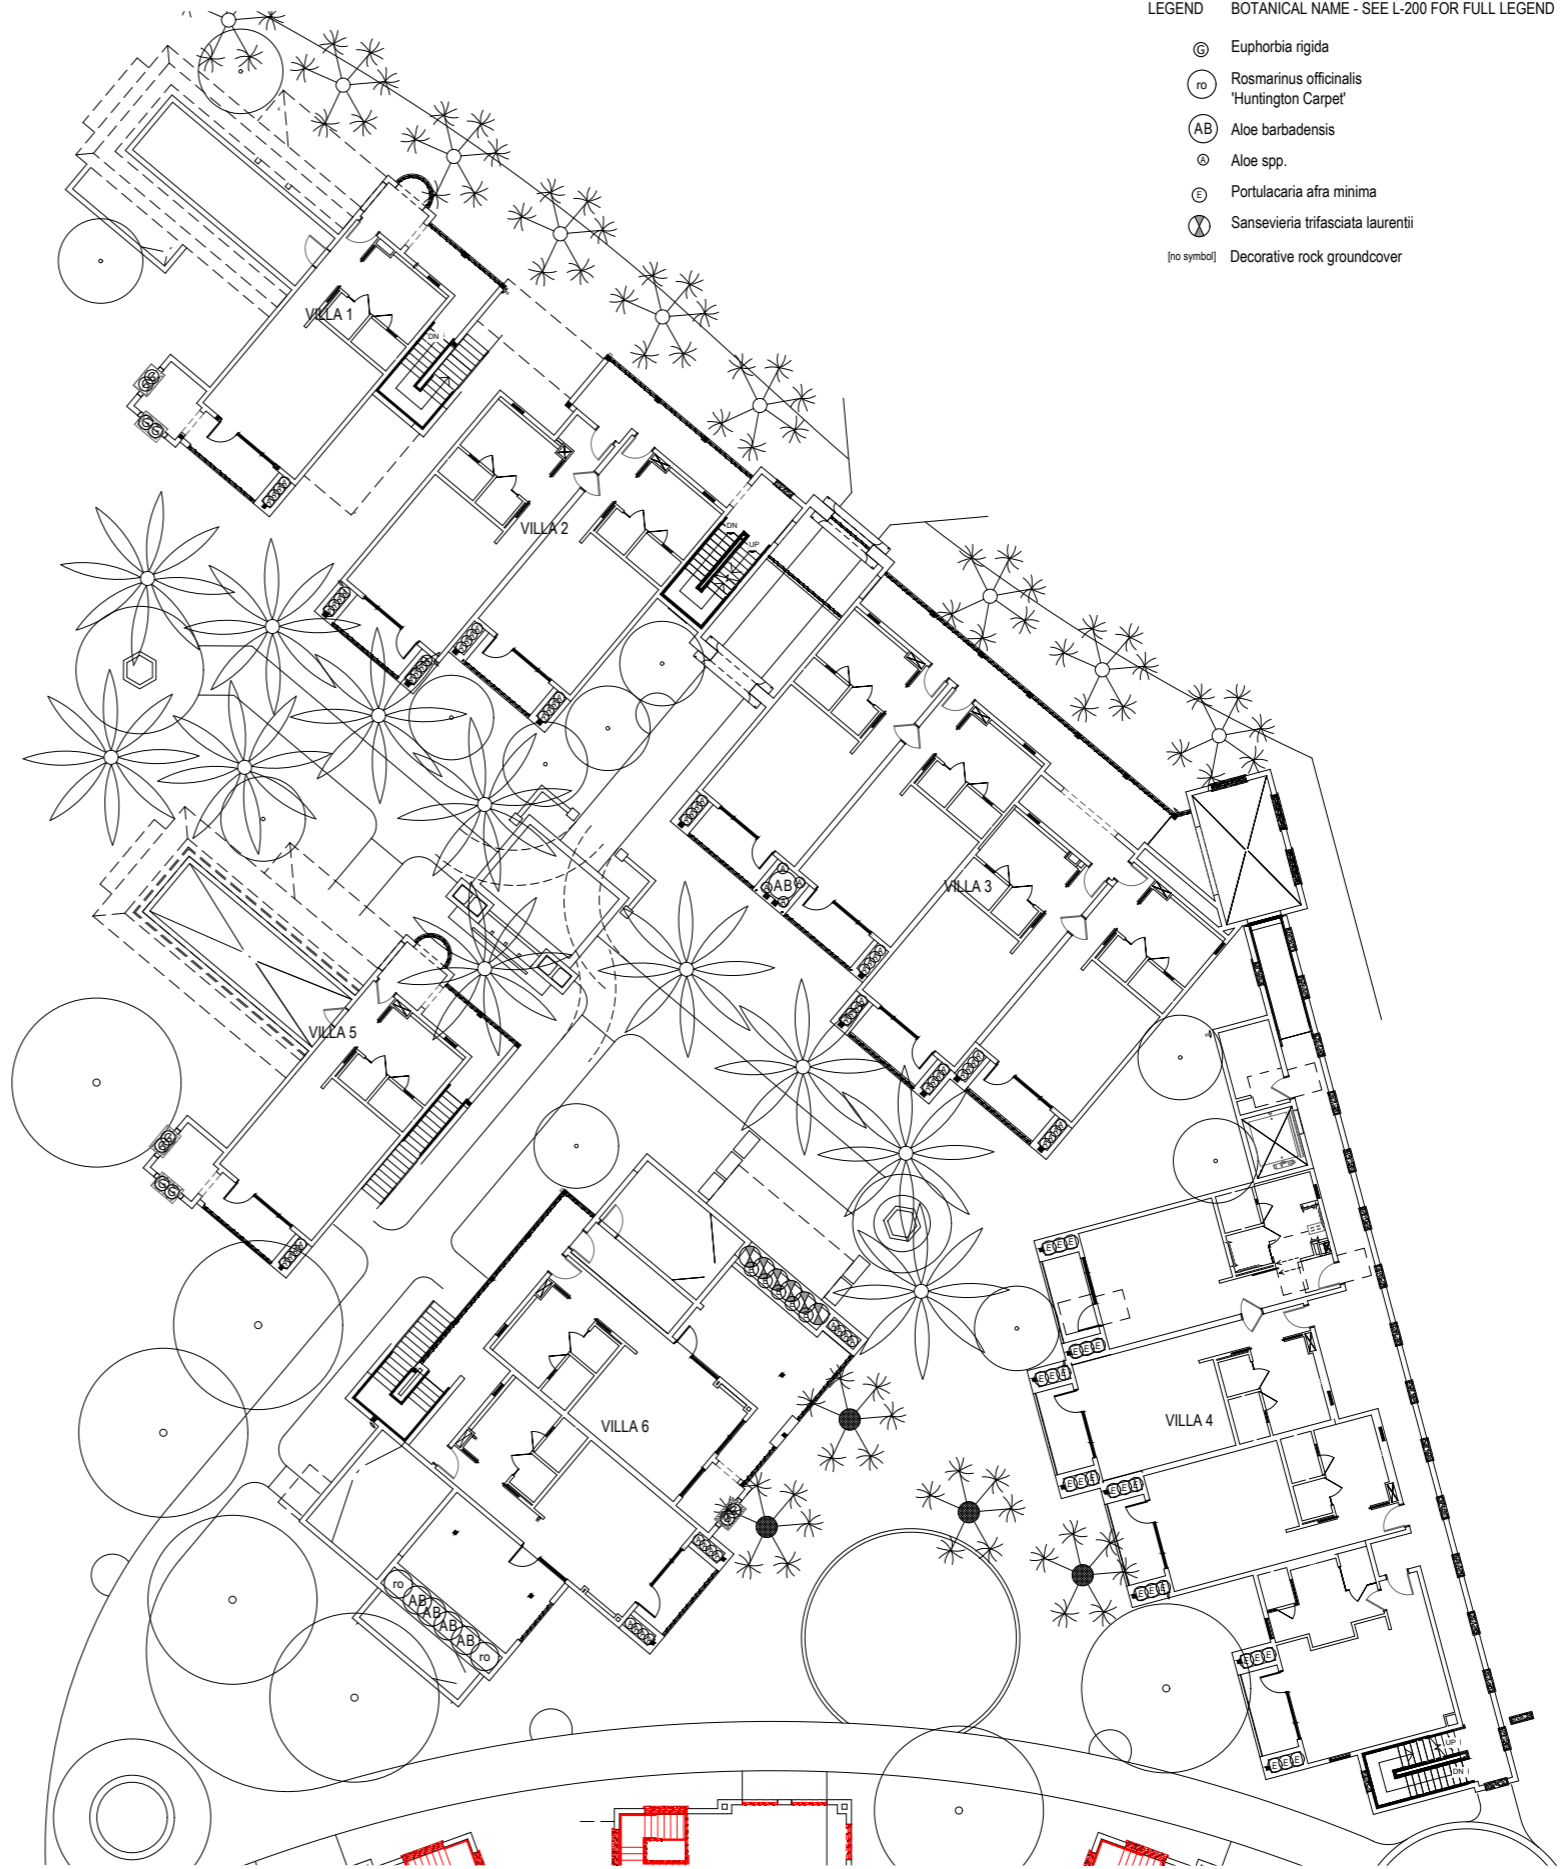 LEGEND BOTANICAL NAME - SEE L-200 FOR FULL LEGEND
G Euphorbia rigida
ro Rosmarinus officinalis
'Huntington Carpet'
AB Aloe barbadensis
A Aloe spp.
E Portulacaria afra minima
Sansevieria trifasciata laurentii
[no symbol] Decorative rock groundcover
VILLA 1
DN
VILLA 2
DN
UP
AB
VILLA 3
VILLA 5
E E E
E E E
E E E
VILLA 4
VILLA 6
E E E
E E E
E E E
ro
AB
AB
AB
AB
ro
E E E
E E E
UP
DN